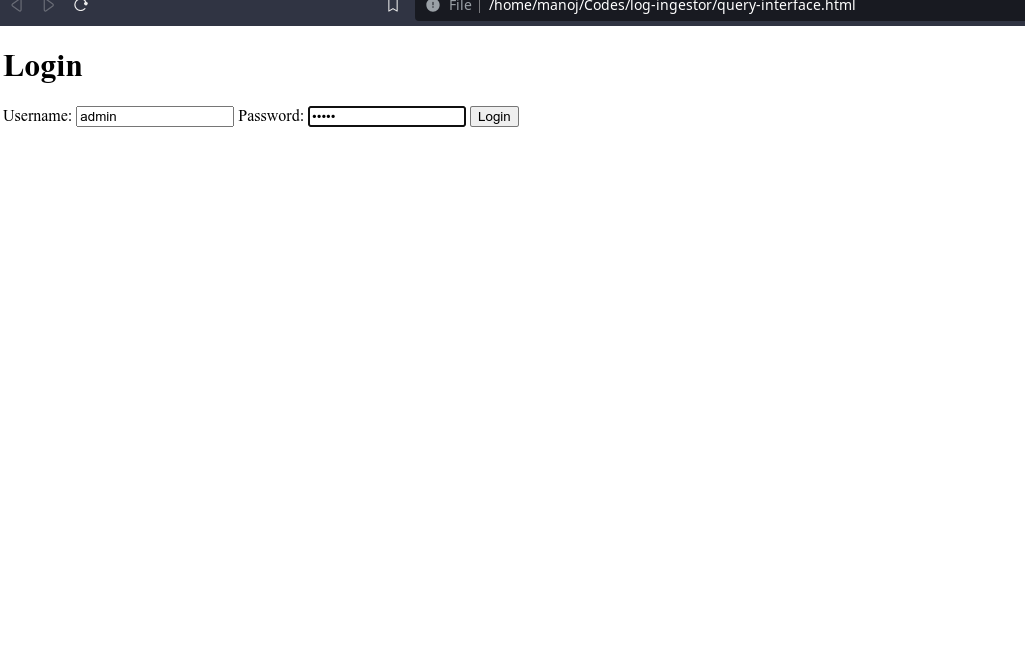 File /home/manoj/Codes/log-ingestor/query-interface.html
Login
Username: admin Password: ••••• Login